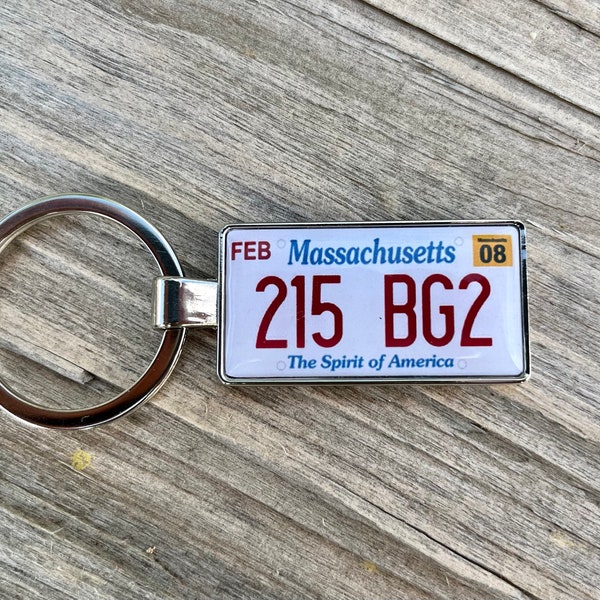 FEB Massachusetts 08
215 BG2
The Spirit of America